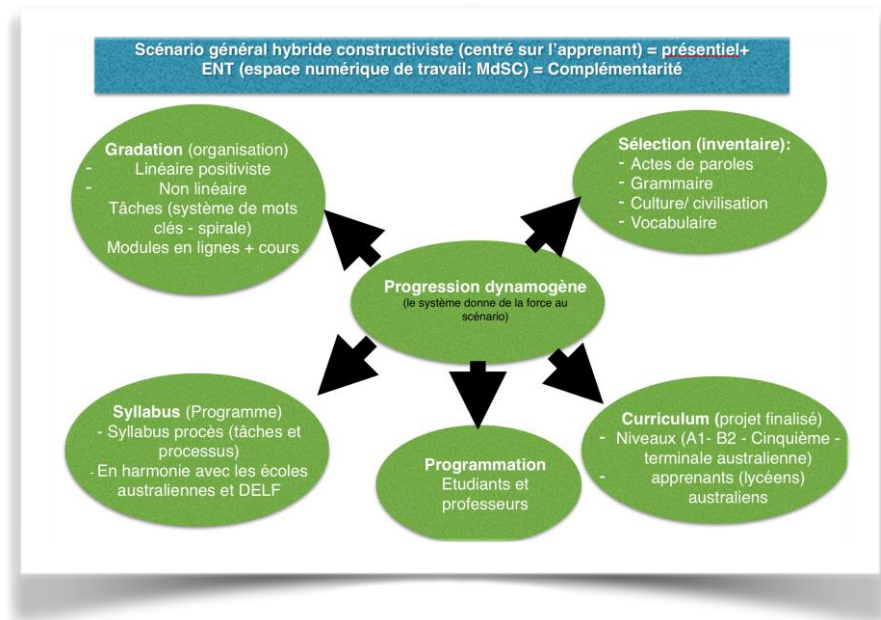 Scénario général hybride constructiviste (centré sur l'apprenant) = présentiel+
ENT (espace numérique de travail: MdSC) = Complémentarité
Gradation (organisation)
- Linéaire positiviste
- Non linéaire
Tâches (système de mots
clés - spirale)
Modules en lignes + cours
Sélection (inventaire):
- Actes de paroles
- Grammaire
- Culture/ civilisation
- Vocabulaire
Progression dynamogène
(le système donne de la force au
scénario)
Syllabus (Programme)
- Syllabus procès (tâches et
processus)
- En harmonie avec les écoles
australiennes et DELF
Programmation
Etudiants et
professeurs
Curriculum (projet finalisé)
- Niveaux (A1- B2 - Cinquième -
terminale australienne)
- apprenants (lycéens)
australiens